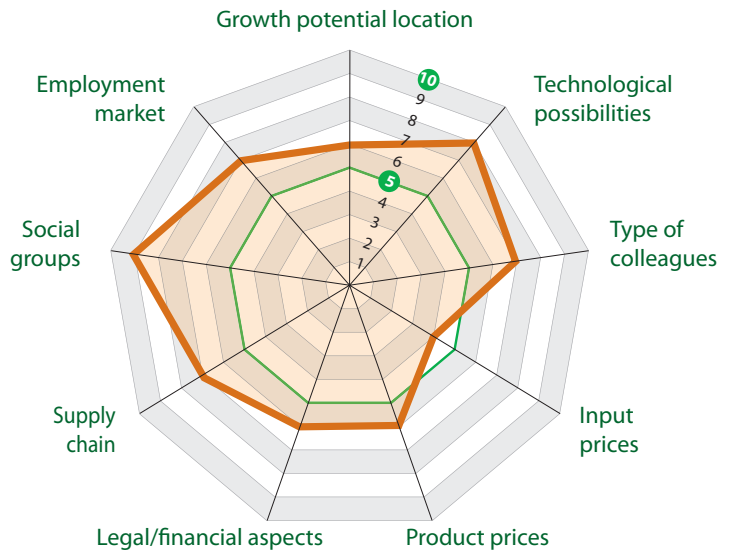 Growth potential location
Employment
market
Technological
possibilities
10
9
8
7
6
5
4
3
2
1
Social
groups
Type of
colleagues
Supply
chain
Input
prices
Legal/financial aspects
Product prices